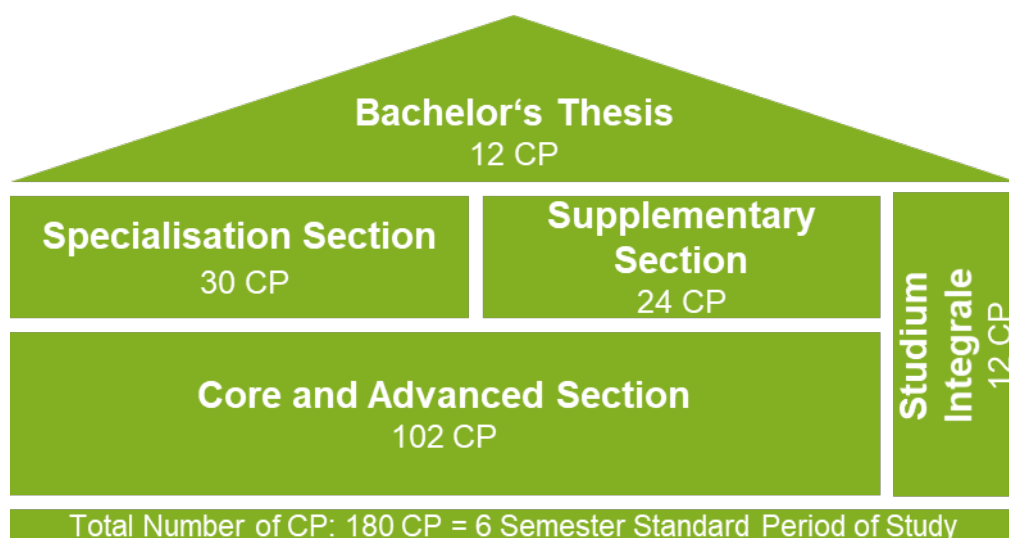 Bachelor‘s Thesis
12 CP
Specialisation Section
30 CP
Supplementary
Section
24 CP
Core and Advanced Section
102 CP
Studium
Integrale
12 CP
Total Number of CP: 180 CP = 6 Semester Standard Period of Study